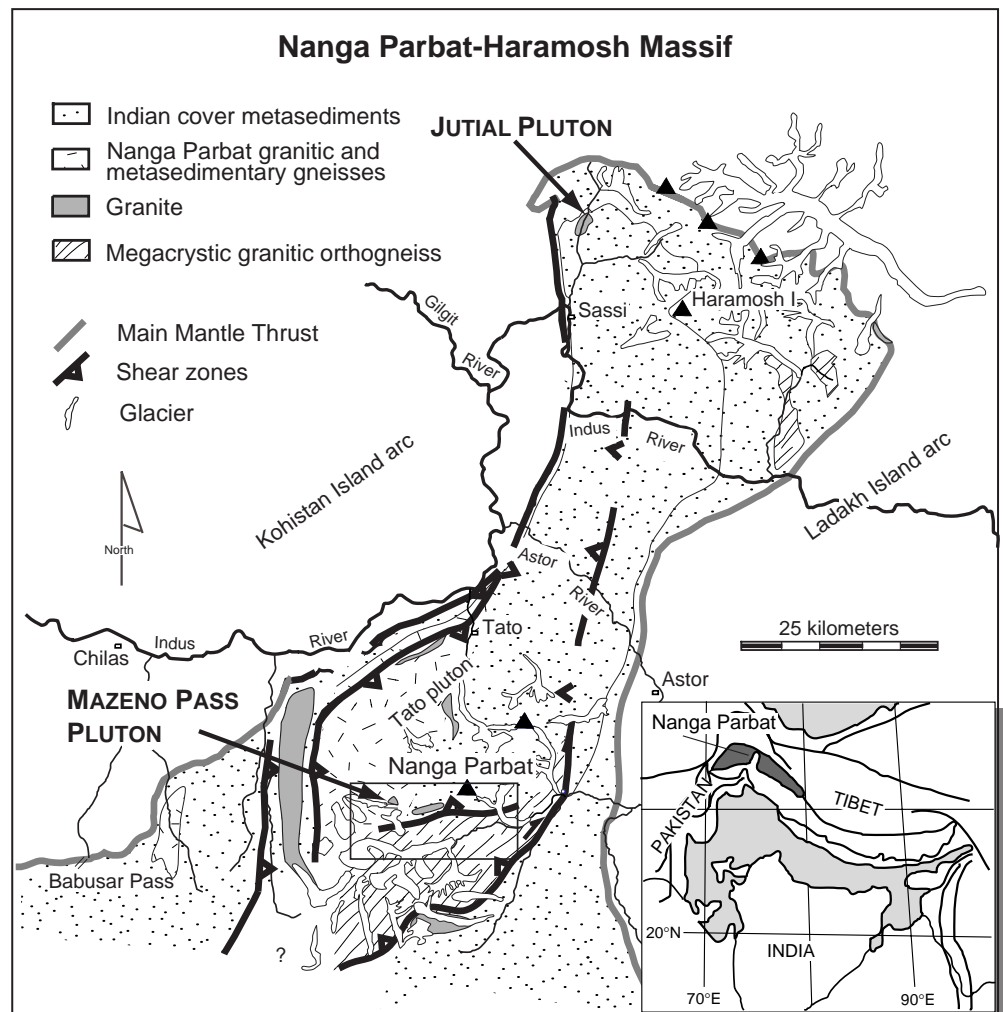 Nanga Parbat-Haramosh Massif
Indian cover metasediments
Nanga Parbat granitic and
metasedimentary gneisses
Granite
Megacrystic granitic orthogneiss
Main Mantle Thrust
Shear zones
Glacier
JUTIAL PLUTON
Gilgit
River
Sassi
Haramosh I
Indus
River
Kohistan Island arc
Ladakh Island arc
North
Astor
River
Indus
River
Chilas
Tato
25 kilometers
Astor
Tato pluton
MAZENO PASS
PLUTON
Nanga Parbat
Babusar Pass
?
Nanga Parbat
PAKISTAN
TIBET
20°N
INDIA
70°E
90°E